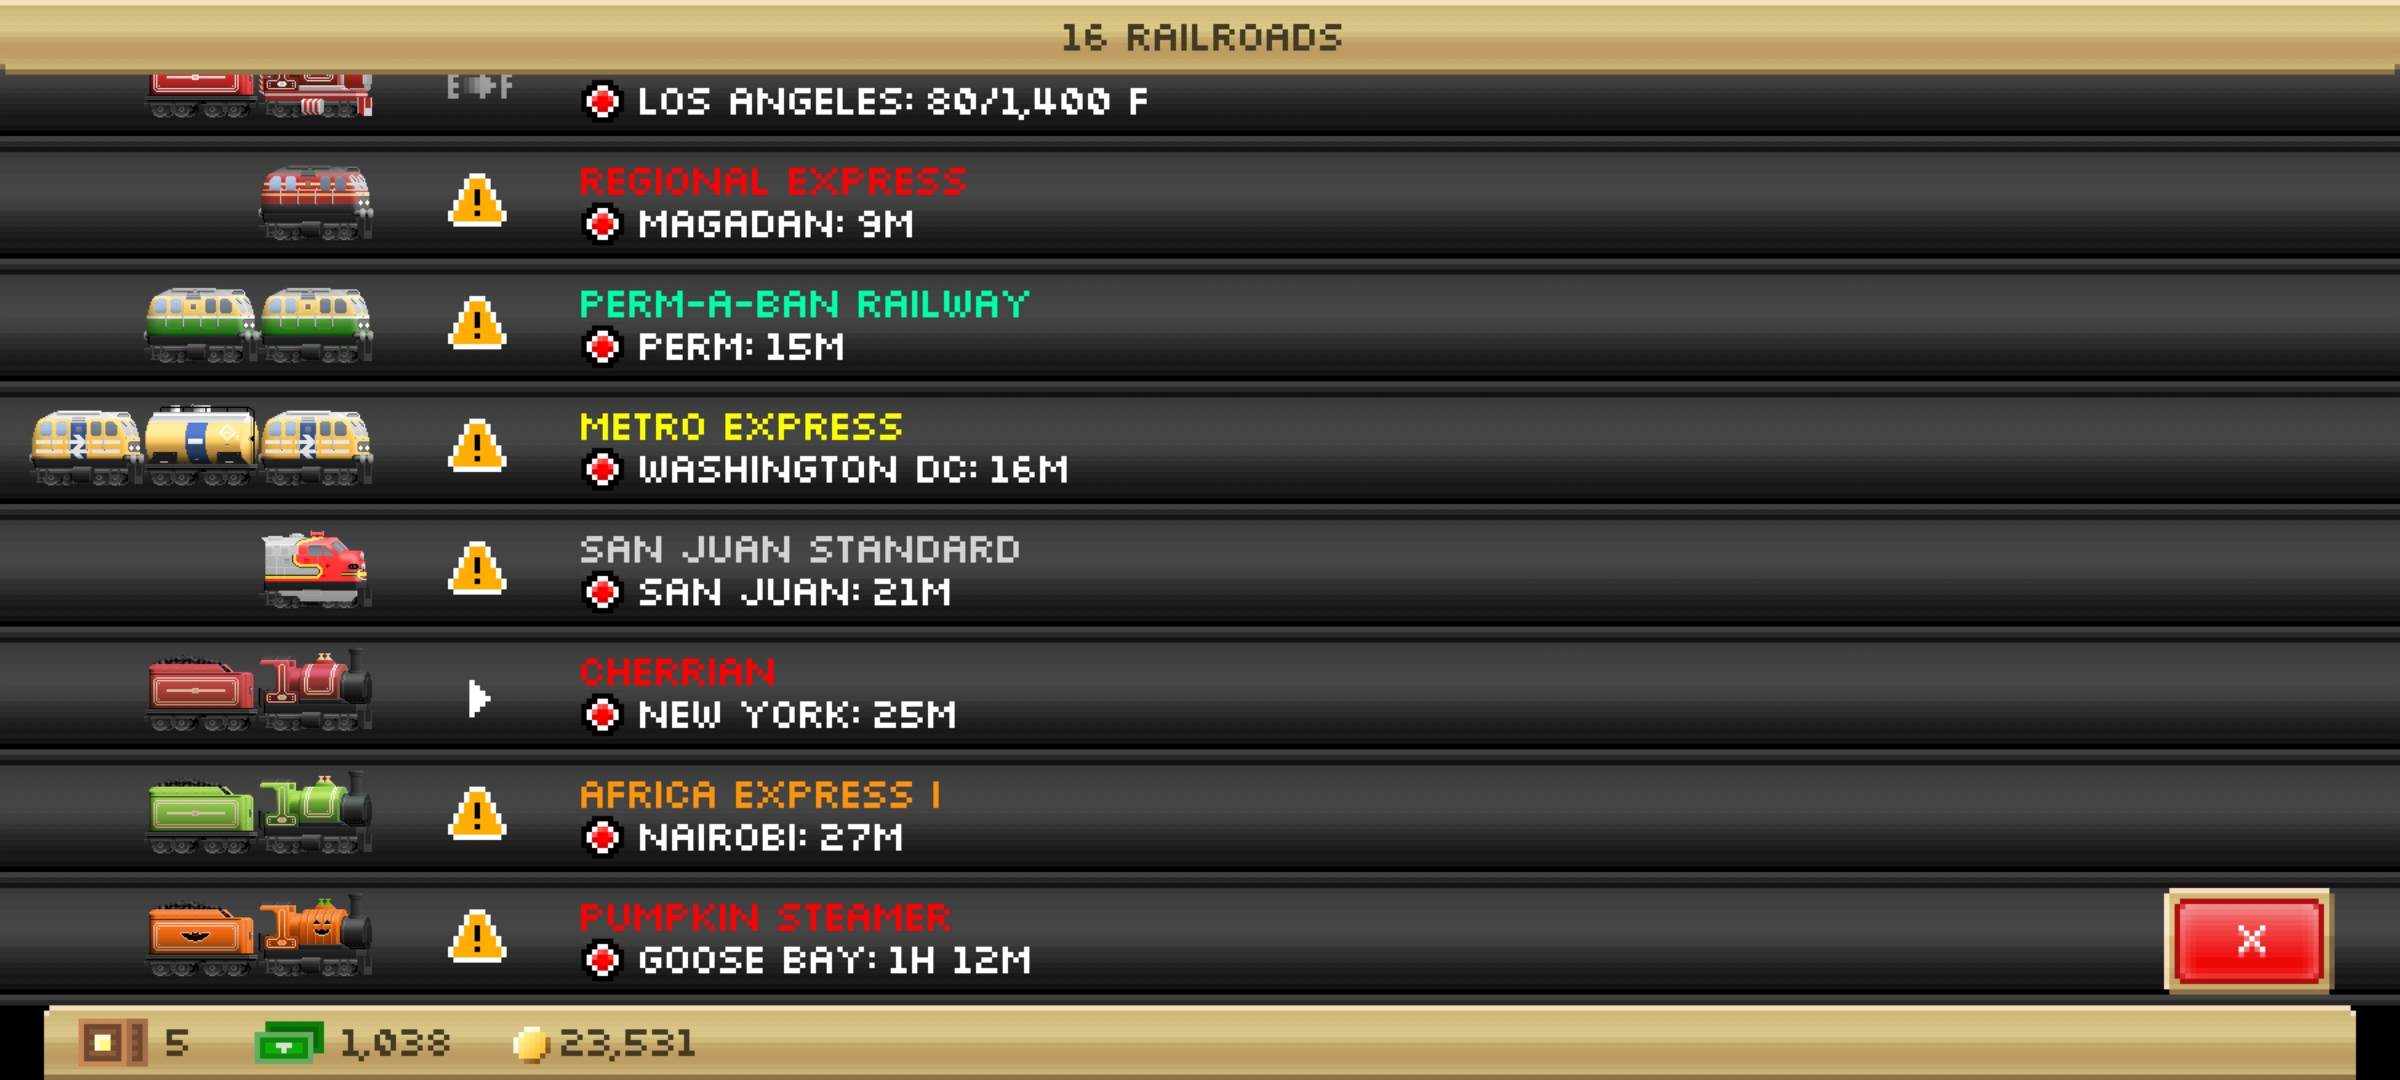 16 RAILROADS
E F
LOS ANGELES: 80/1,400 F
REGIONAL EXPRESS
MAGADAN: 9M
PERM-A-BAN RAILWAY
PERM: 15M
METRO EXPRESS
WASHINGTON DC: 16M
SAN JUAN STANDARD
SAN JUAN: 21M
CHERRIAN
NEW YORK: 25M
AFRICA EXPRESS I
NAIROBI: 27M
PUMPKIN STEAMER
GOOSE BAY: 1H 12M
X
5 1,038 23,531